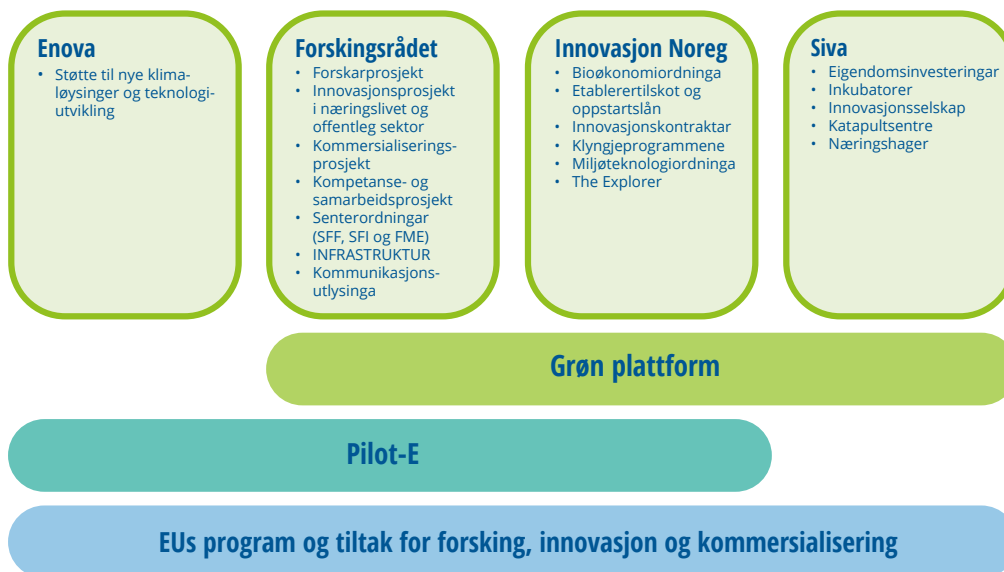 Enova
• Støtte til nye klima-
løysinger og teknologi-
utvikling
Forskingsrådet
• Forskarprosjekt
• Innovasjonsprosjekt
i næringslivet og
offentleg sektor
• Kommersialiserings-
prosjekt
• Kompetanse- og
samarbeidsprosjekt
• Senterordningar
(SFF, SFI og FME)
• INFRASTRUKTUR
• Kommunikasjons-
utlysinga
Innovasjon Noreg
• Bioøkonomiordninga
• Etablerertilskot og
oppstartslån
• Innovasjonskontraktar
• Klyngjeprogrammene
• Miljøteknologiordninga
• The Explorer
Siva
• Eigendomsinvesteringar
• Inkubatorer
• Innovasjonsselskap
• Katapultsentre
• Næringshager
Grøn plattform
Pilot-E
EUs program og tiltak for forsking, innovasjon og kommersialisering